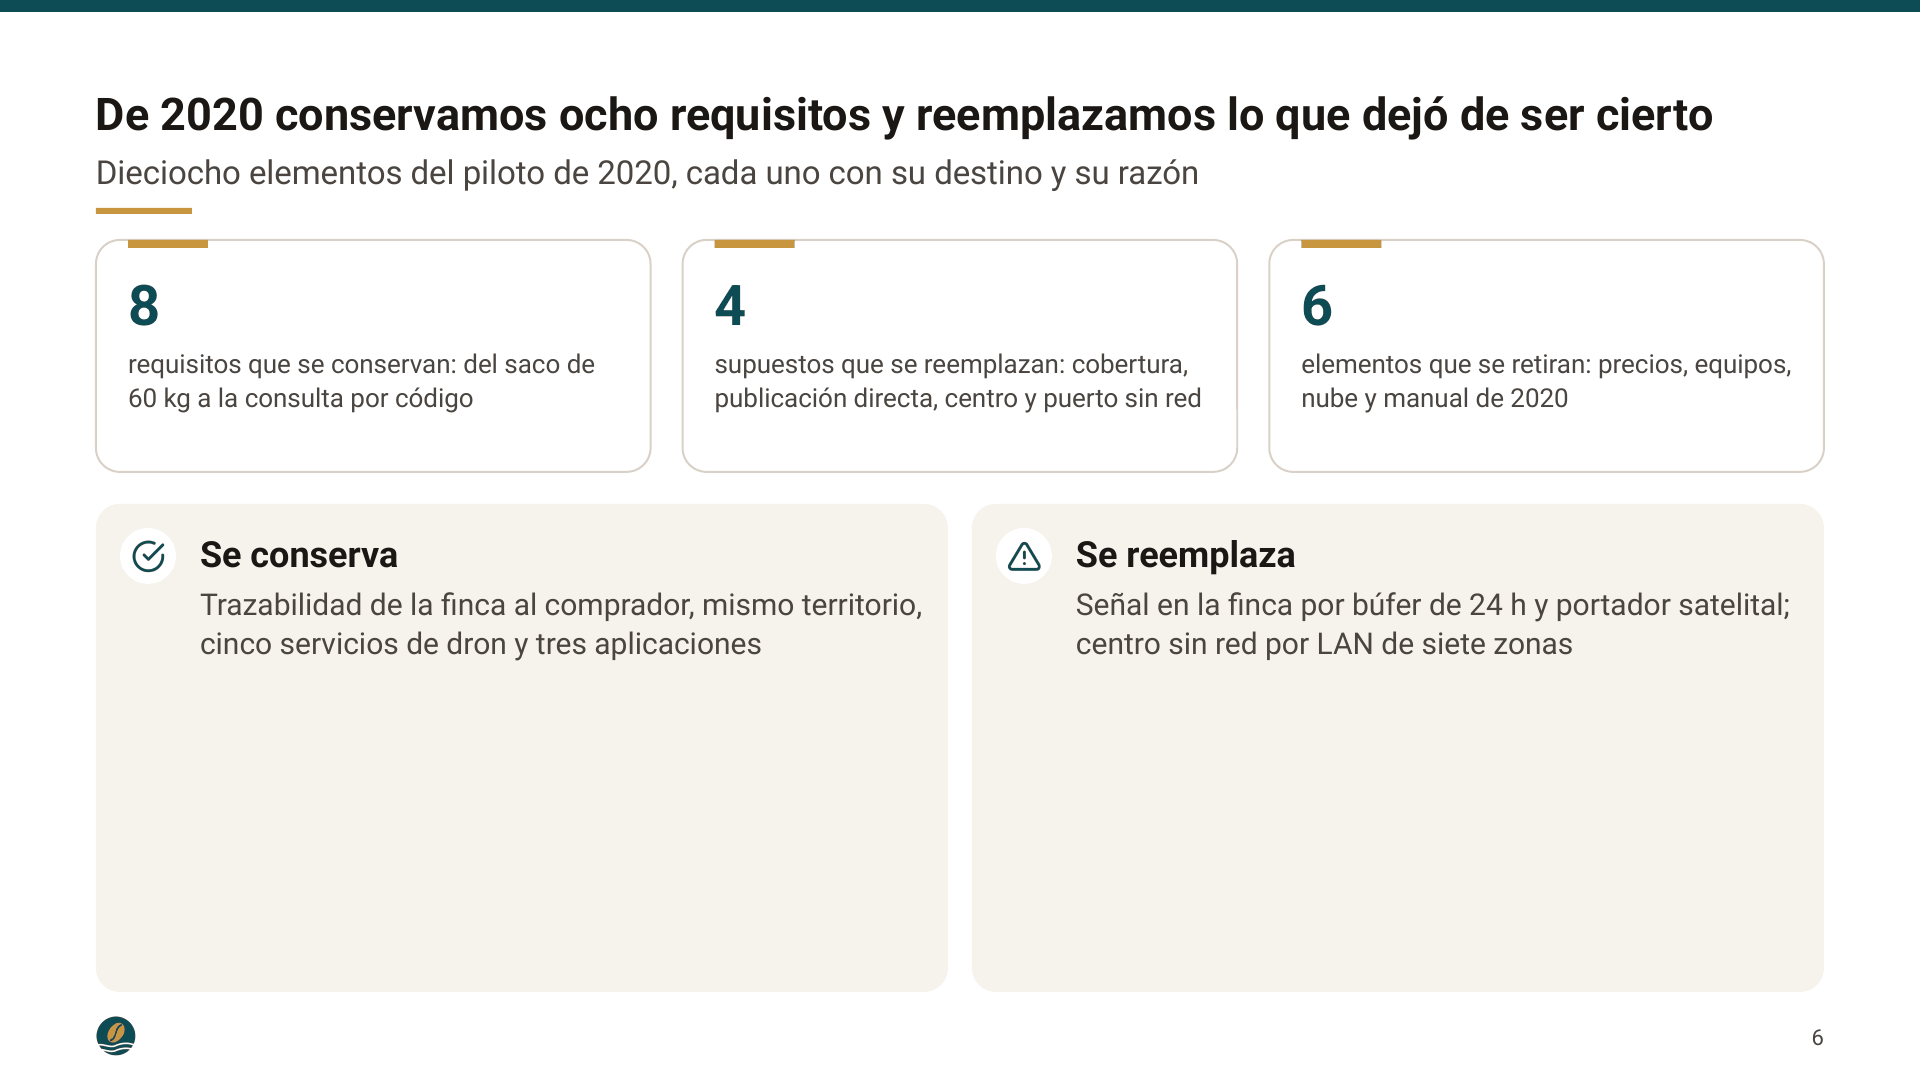 De 2020 conservamos ocho requisitos y reemplazamos lo que dejó de ser cierto
Dieciocho elementos del piloto de 2020, cada uno con su destino y su razón
8
requisitos que se conservan: del saco de
60 kg a la consulta por código
4
supuestos que se reemplazan: cobertura,
publicación directa, centro y puerto sin red
6
elementos que se retiran: precios, equipos,
nube y manual de 2020
Se conserva
Trazabilidad de la finca al comprador, mismo territorio,
cinco servicios de dron y tres aplicaciones
Se reemplaza
Señal en la finca por búfer de 24 h y portador satelital;
centro sin red por LAN de siete zonas
6